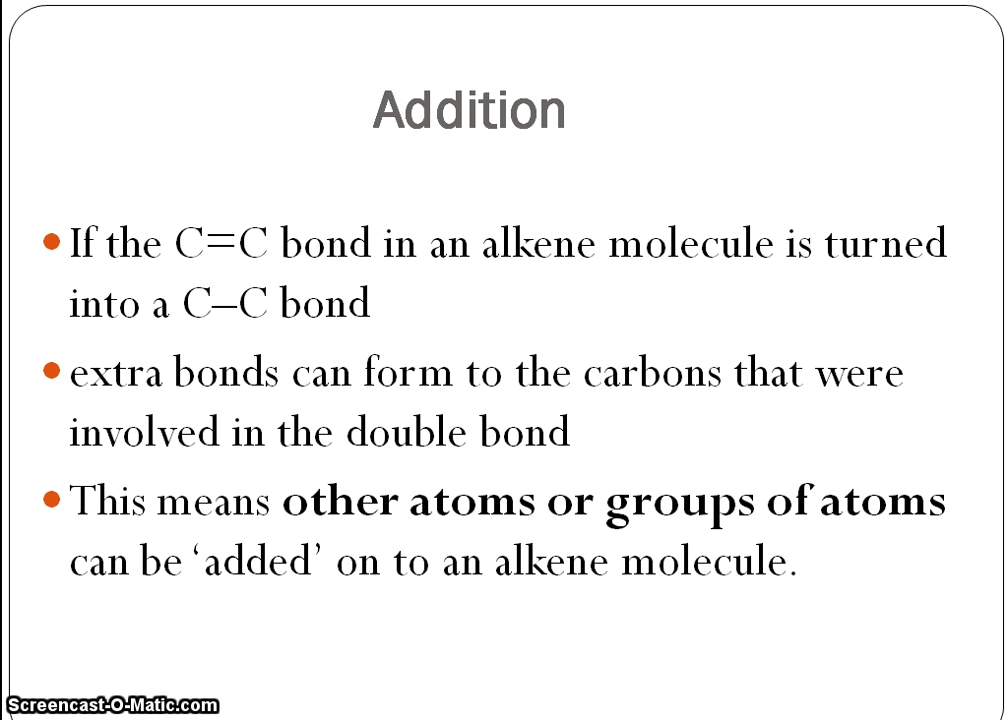 Addition
If the C=C bond in an alkene molecule is turned
into a C–C bond
extra bonds can form to the carbons that were
involved in the double bond
This means other atoms or groups of atoms
can be ‘added’ on to an alkene molecule.
Screencast-O-Matic.com